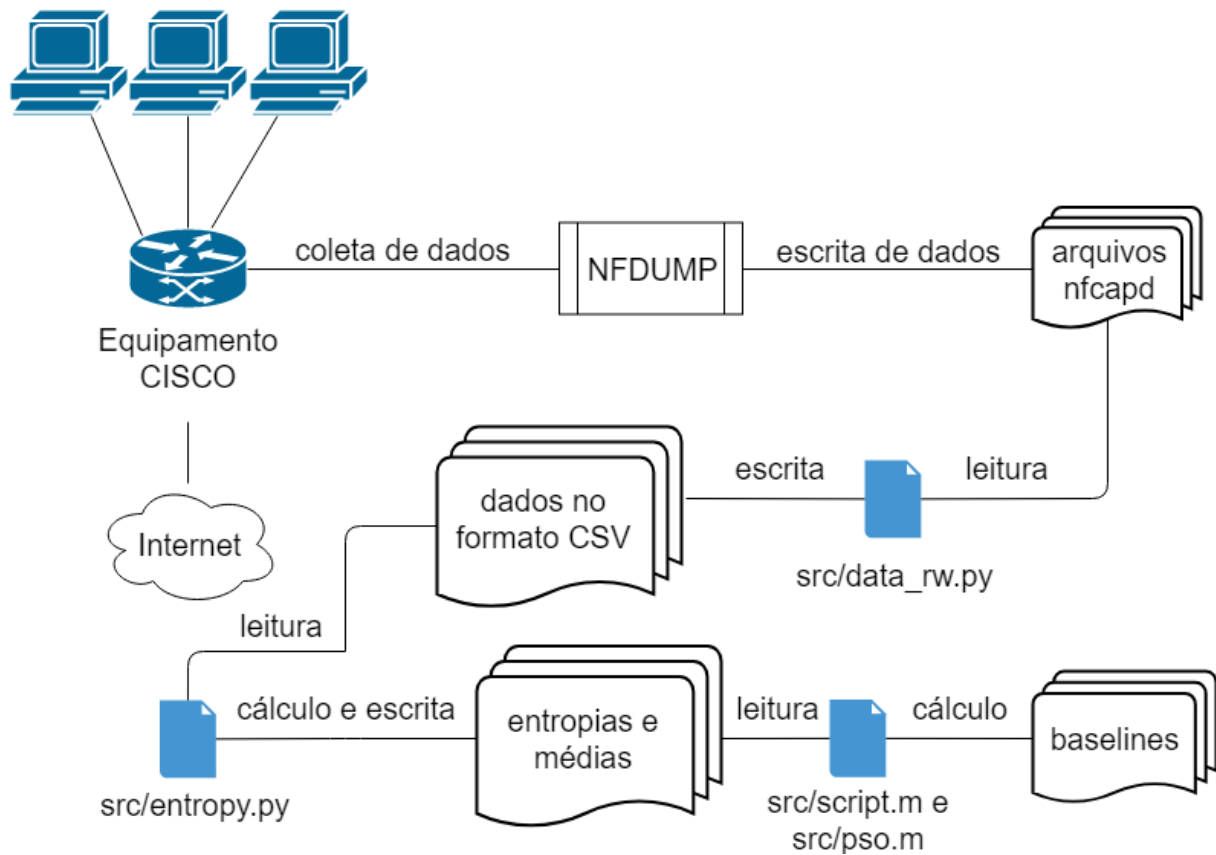 coleta de dados
NFDUMP
escrita de dados
arquivos
nfcapd
Equipamento
CISCO
Internet
dados no
formato CSV
escrita
leitura
src/data_rw.py
leitura
cálculo e escrita
src/entropy.py
entropias e
médias
leitura
cálculo
src/script.m e
src/pso.m
baselines